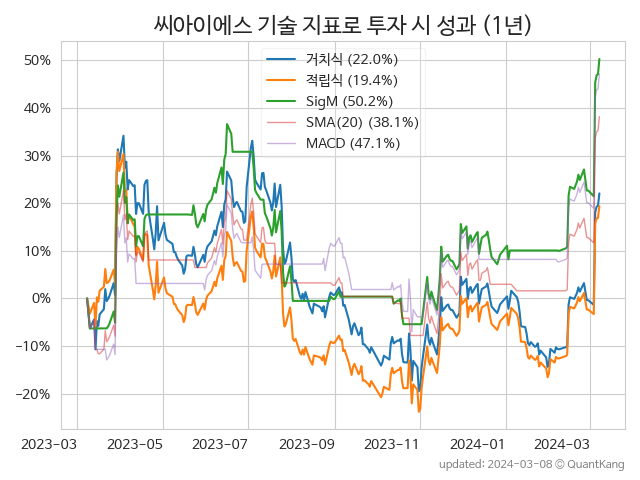 씨아이에스 기술 지표로 투자 시 성과 (1년)
거치식 (22.0%)
적립식 (19.4%)
SigM (50.2%)
SMA(20) (38.1%)
MACD (47.1%)
50%
40%
30%
20%
10%
0%
−10%
−20%
2023−03
2023−05
2023−07
2023−09
2023−11
2024−01
2024−03
updated: 2024-03-08 © QuantKang